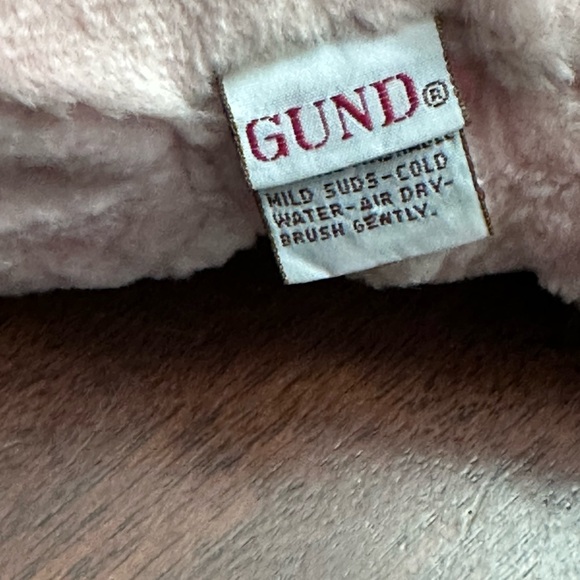 GUND®
MILD SUDS-COLD
WATER-AIR DRY-
BRUSH GENTLY.